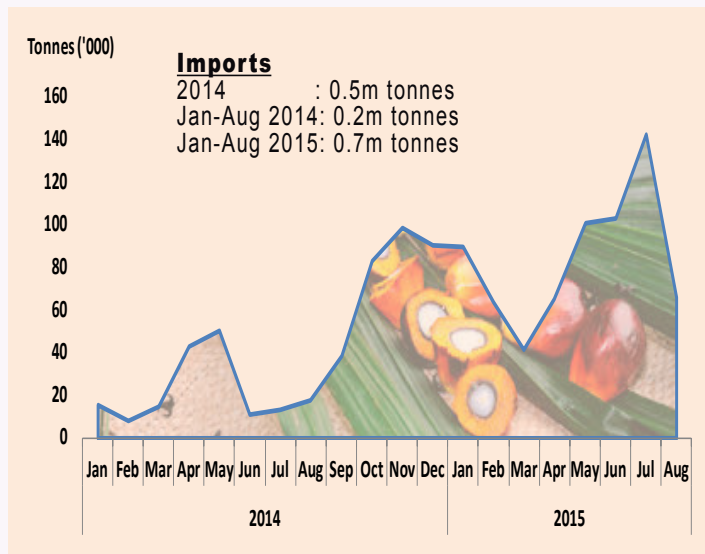 Tonnes ('000)
Imports
2014 : 0.5m tonnes
Jan-Aug 2014: 0.2m tonnes
Jan-Aug 2015: 0.7m tonnes
160
140
120
100
80
60
40
20
0
Jan Feb Mar Apr May Jun Jul Aug Sep Oct Nov Dec Jan Feb Mar Apr May Jun Jul Aug
2014 2015